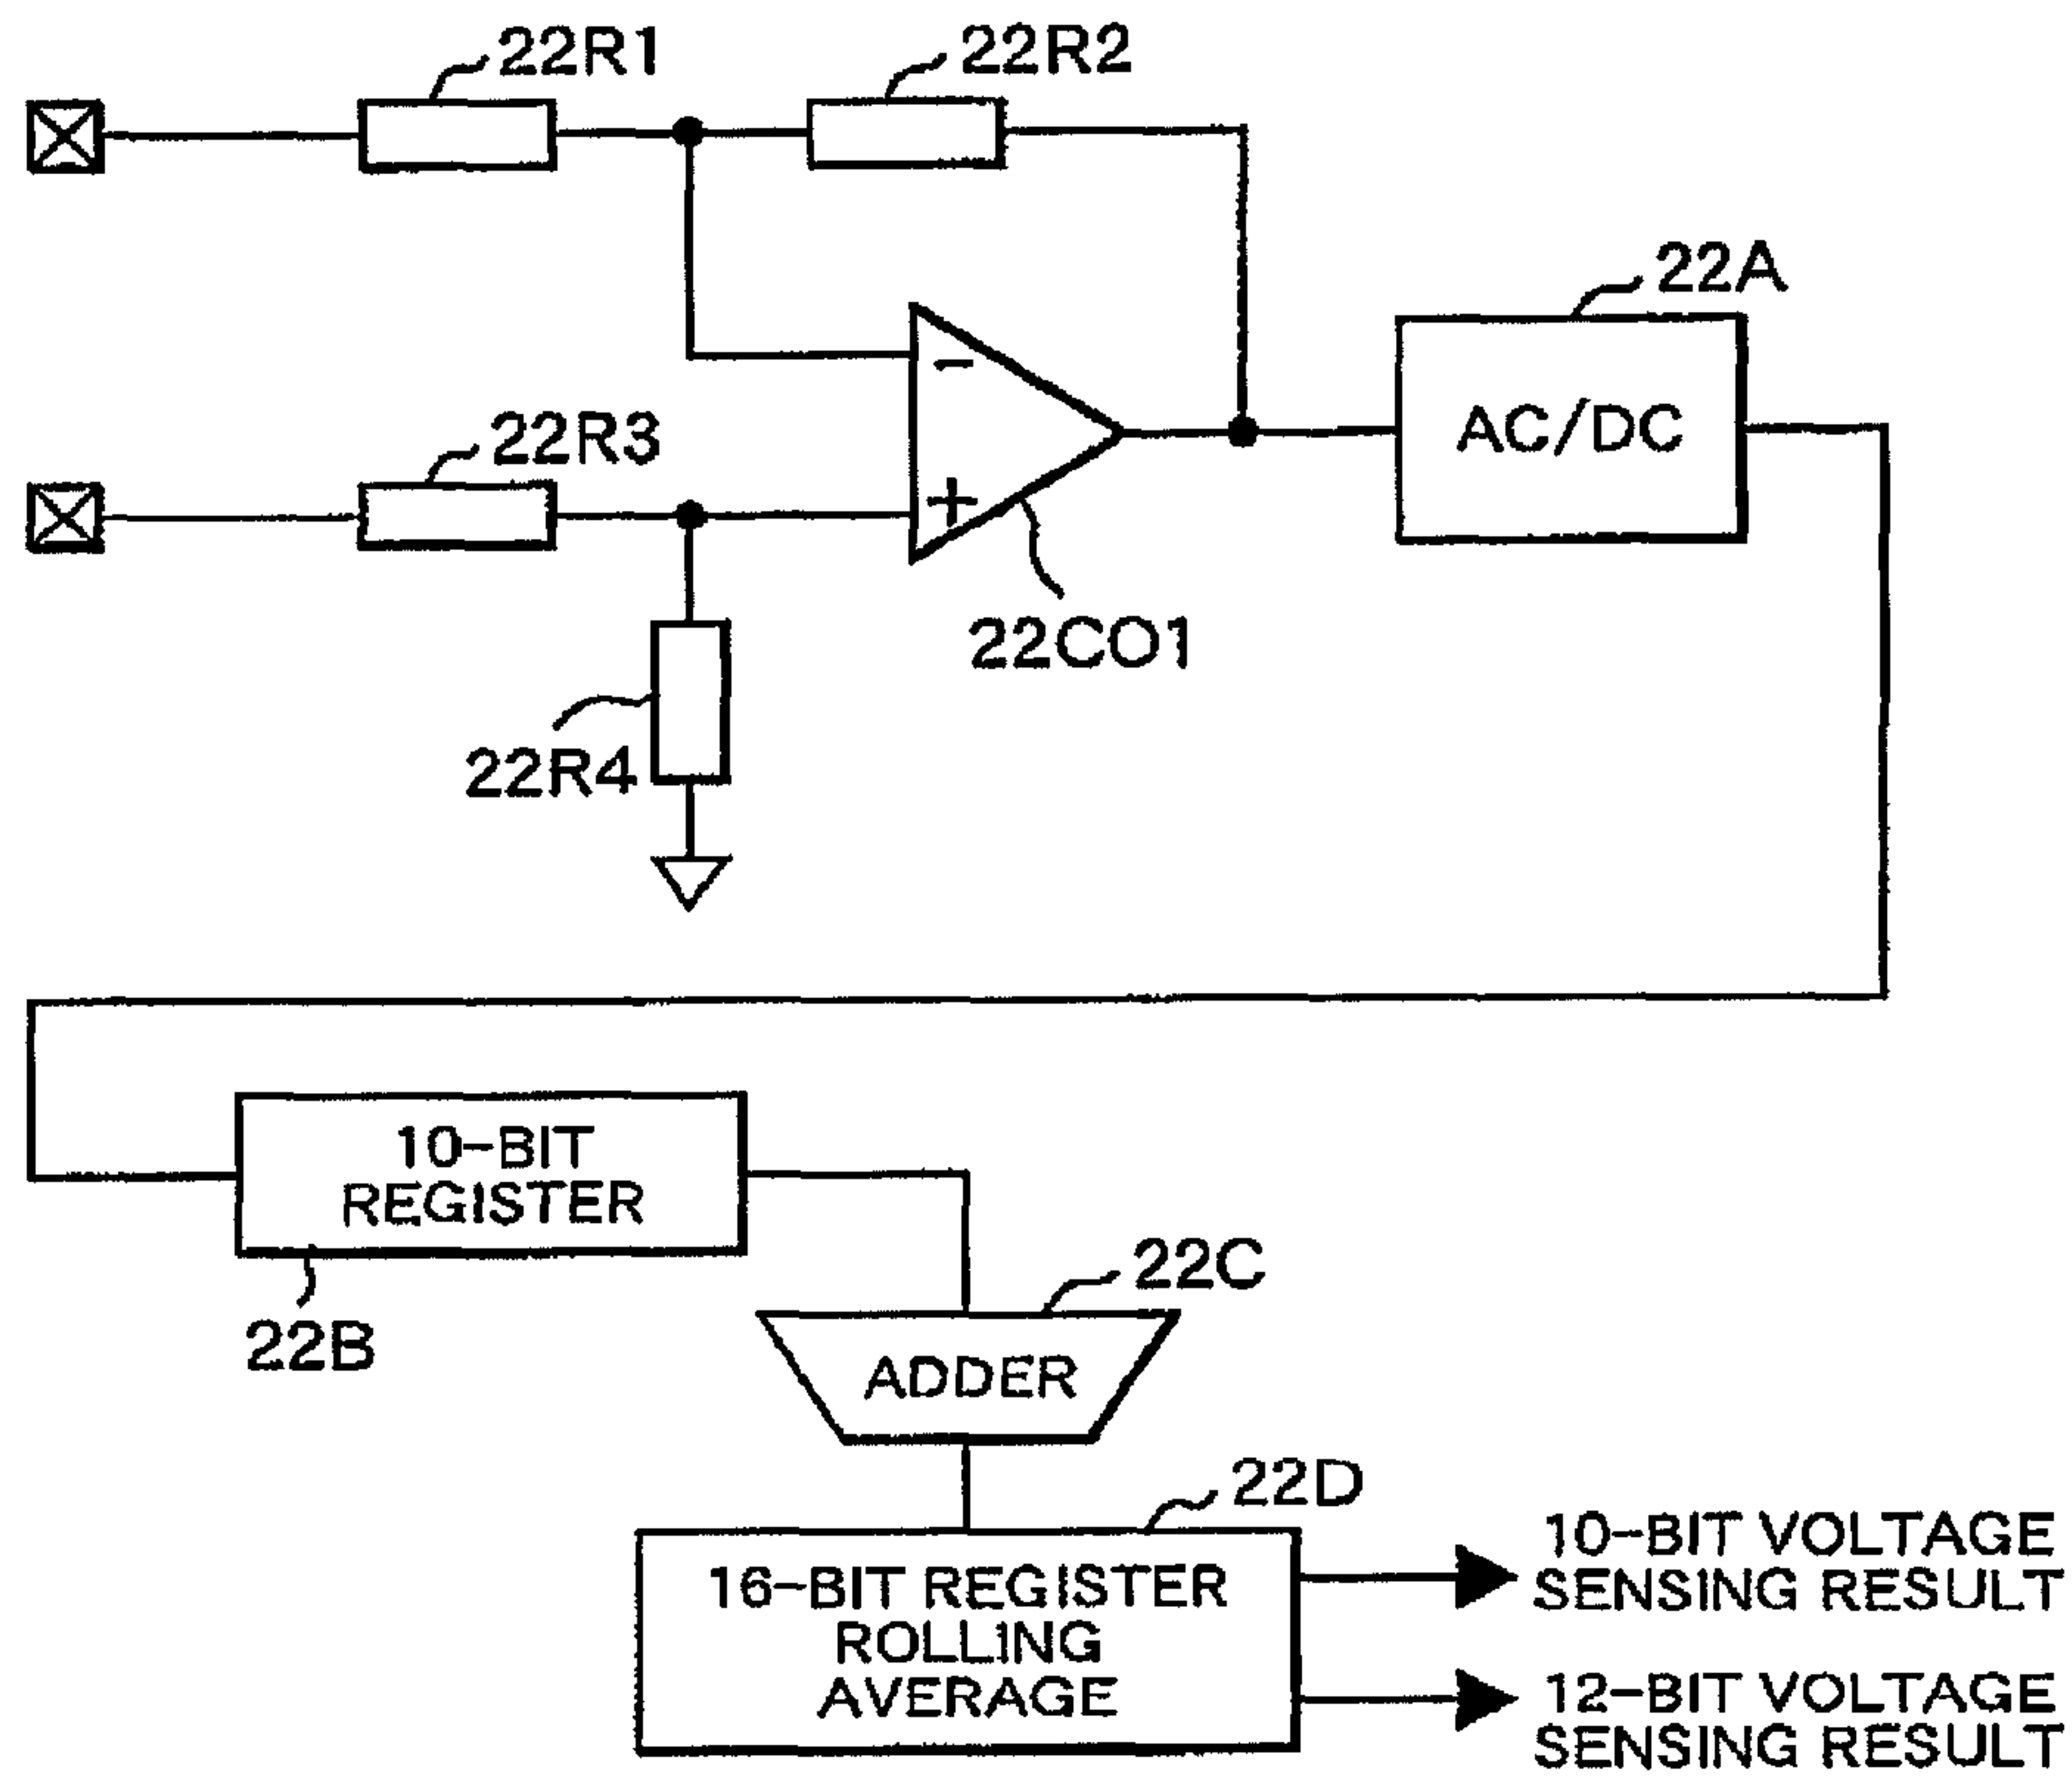 22R1
22R2
22A
AC/DC
22R3
-
+
22CO1
22R4
10-BIT
REGISTER
22B
22C
ADDER
22D
16-BIT REGISTER
ROLLING
AVERAGE
10-BIT VOLTAGE
SENSING RESULT
12-BIT VOLTAGE
SENSING RESULT